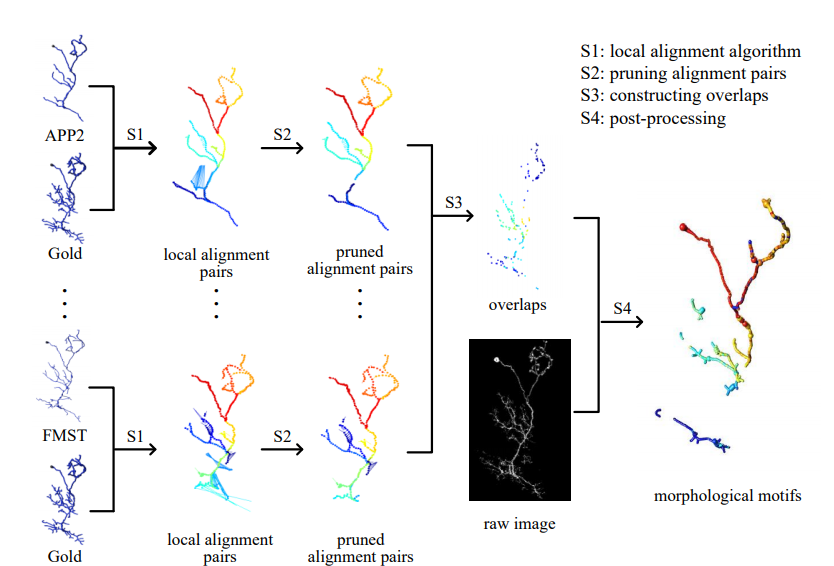 S1: local alignment algorithm
S2: pruning alignment pairs
S3: constructing overlaps
S4: post-processing
APP2
S1
S2
Gold
local alignment
pairs
pruned
alignment pairs
S3
overlaps
S4
FMST
S1
S2
Gold
local alignment
pairs
pruned
alignment pairs
raw image
morphological motifs